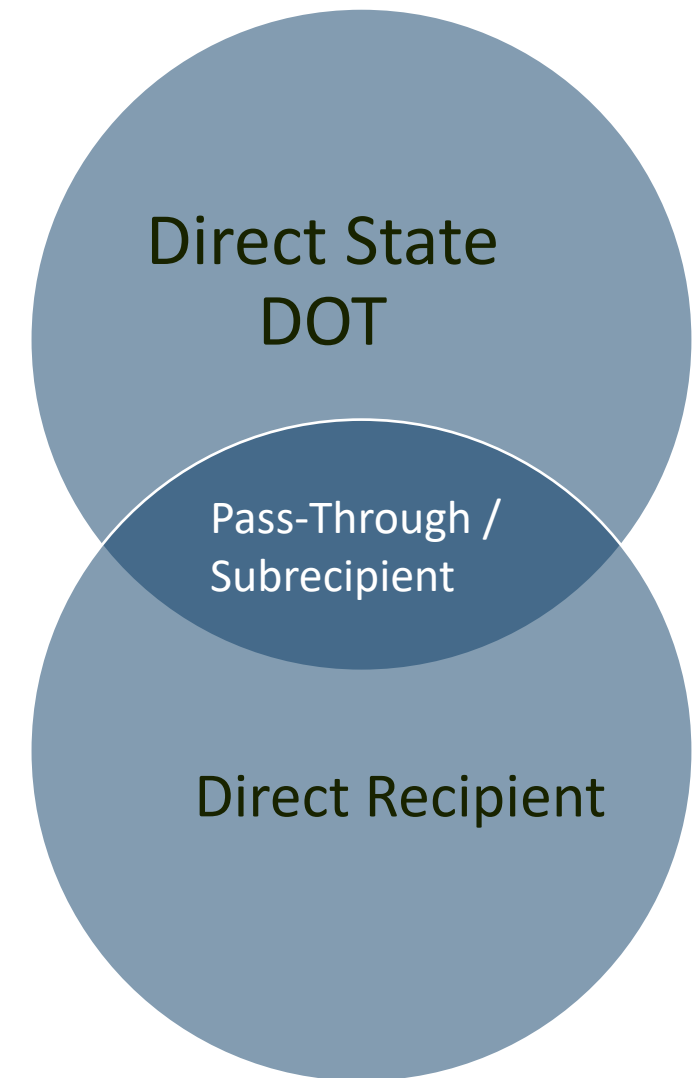 Direct State
DOT
Pass-Through /
Subrecipient
Direct Recipient